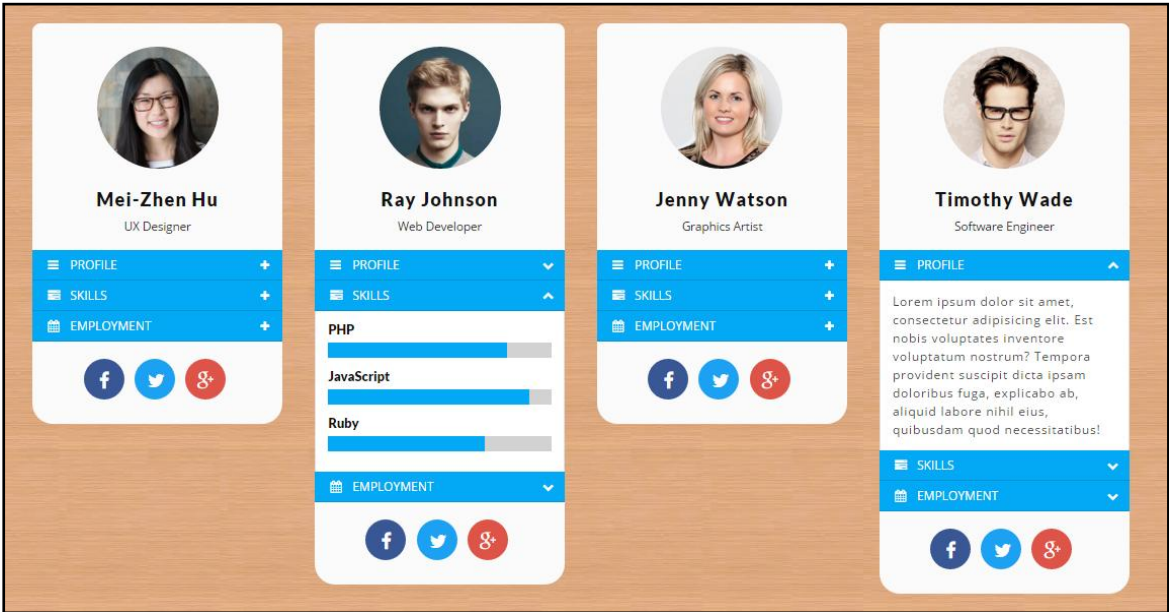 Mei-Zhen Hu
UX Designer
PROFILE
SKILLS
EMPLOYMENT
Ray Johnson
Web Developer
PROFILE
SKILLS
PHP
JavaScript
Ruby
EMPLOYMENT
Jenny Watson
Graphics Artist
PROFILE
SKILLS
EMPLOYMENT
Timothy Wade
Software Engineer
PROFILE
Lorem ipsum dolor sit amet,
consectetur adipisicing elit. Est
nobis voluptates inventore
voluptatum nostrum? Tempora
provident suscipit dicta ipsam
doloribus fuga, explicabo ab,
aliquid labore nihil eius,
quibusdam quod necessitatibus!
SKILLS
EMPLOYMENT